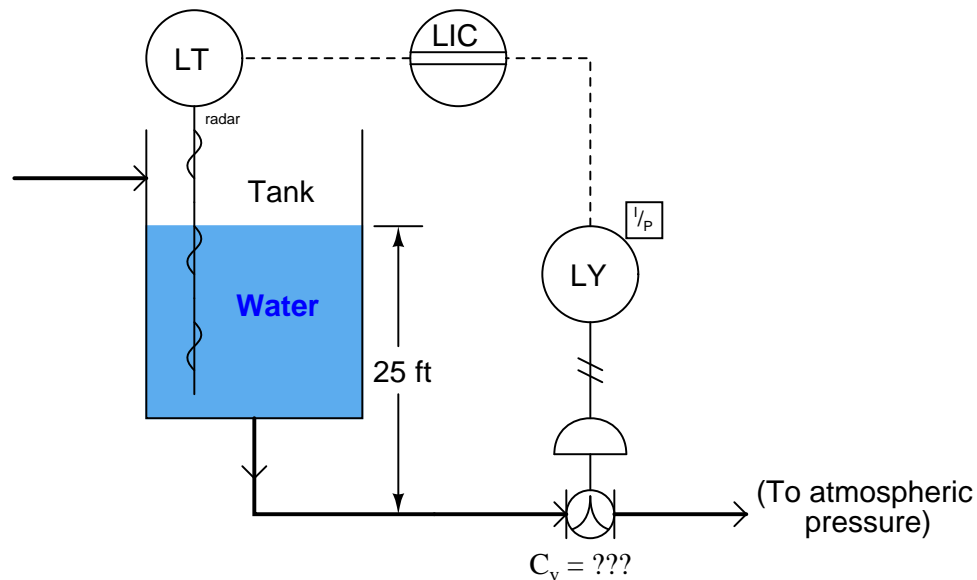 LT
LIC
radar
Tank
I/P
LY
Water
25 ft
(To atmospheric
pressure)
Cv = ???